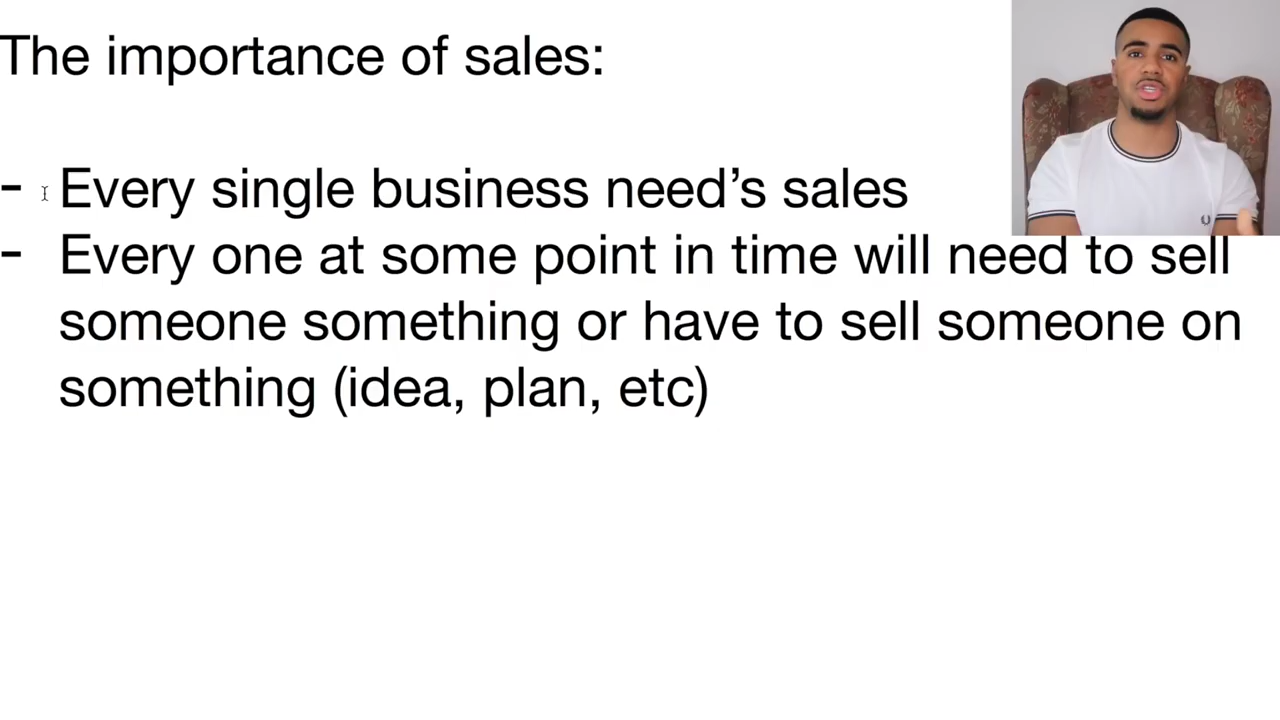 The importance of sales:
- Every single business need’s sales
- Every one at some point in time will need to sell
someone something or have to sell someone on
something (idea, plan, etc)